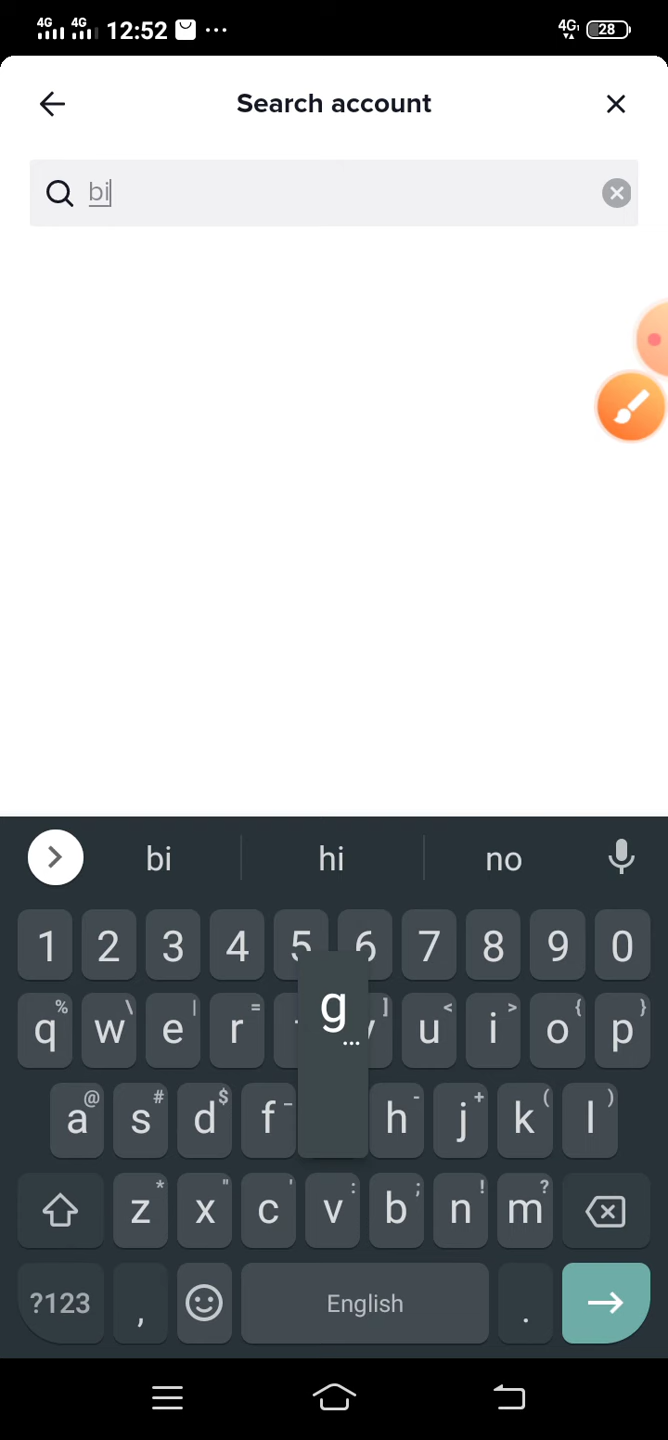 4G 4G 12:52 ... 4G 28
Search account
bi
bi hi no
1 2 3 4 5 6 7 8 9 0
q % w \ e | r = y ] u < i > o { p }
a @ s # d $ f _ g ... h - j + k ( l )
z * x " c ' v : b ; n ! m ?
?123 , English .